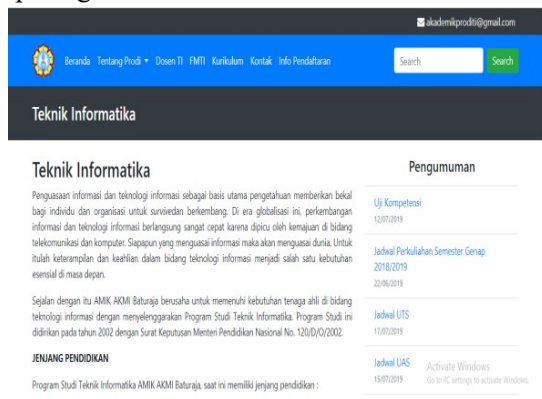 akademikproditi@gmail.com
Beranda Tentang Prodi Dosen TI FMTI Kurikulum Kontak Info Pendaftaran
Search
Search
Teknik Informatika
Teknik Informatika
Penguasaan informasi dan teknologi informasi sebagai basis utama pengetahuan memberikan bekal
bagi individu dan organisasi untuk survivedan berkembang. Di era globalisasi ini, perkembangan
informasi dan teknologi informasi berlangsung sangat cepat karena dipicu oleh kemajuan di bidang
telekomunikasi dan komputer. Siapapun yang menguasai informasi maka akan menguasai dunia. Untuk
itulah keterampilan dan keahlian dalam bidang teknologi informasi menjadi salah satu kebutuhan
esensial di masa depan.
Sejalan dengan itu AMIK AKMI Baturaja berusaha untuk memenuhi kebutuhan tenaga ahli di bidang
teknologi informasi dengan menyelenggarakan Program Studi Teknik Informatika. Program Studi ini
didirikan pada tahun 2002 dengan Surat Keputusan Menteri Pendidikan Nasional No. 120/D/O/2002.
JENJANG PENDIDIKAN
Program Studi Teknik Informatika AMIK AKMI Baturaja, saat ini memiliki jenjang pendidikan :
Pengumuman
Uji Kompetensi
12/07/2019
Jadwal Perkuliahan Semester Genap
2018/2019
22/06/2019
Jadwal UTS
17/07/2019
Jadwal UAS
15/07/2019
Activate Windows
Go to PC settings to activate Windows.